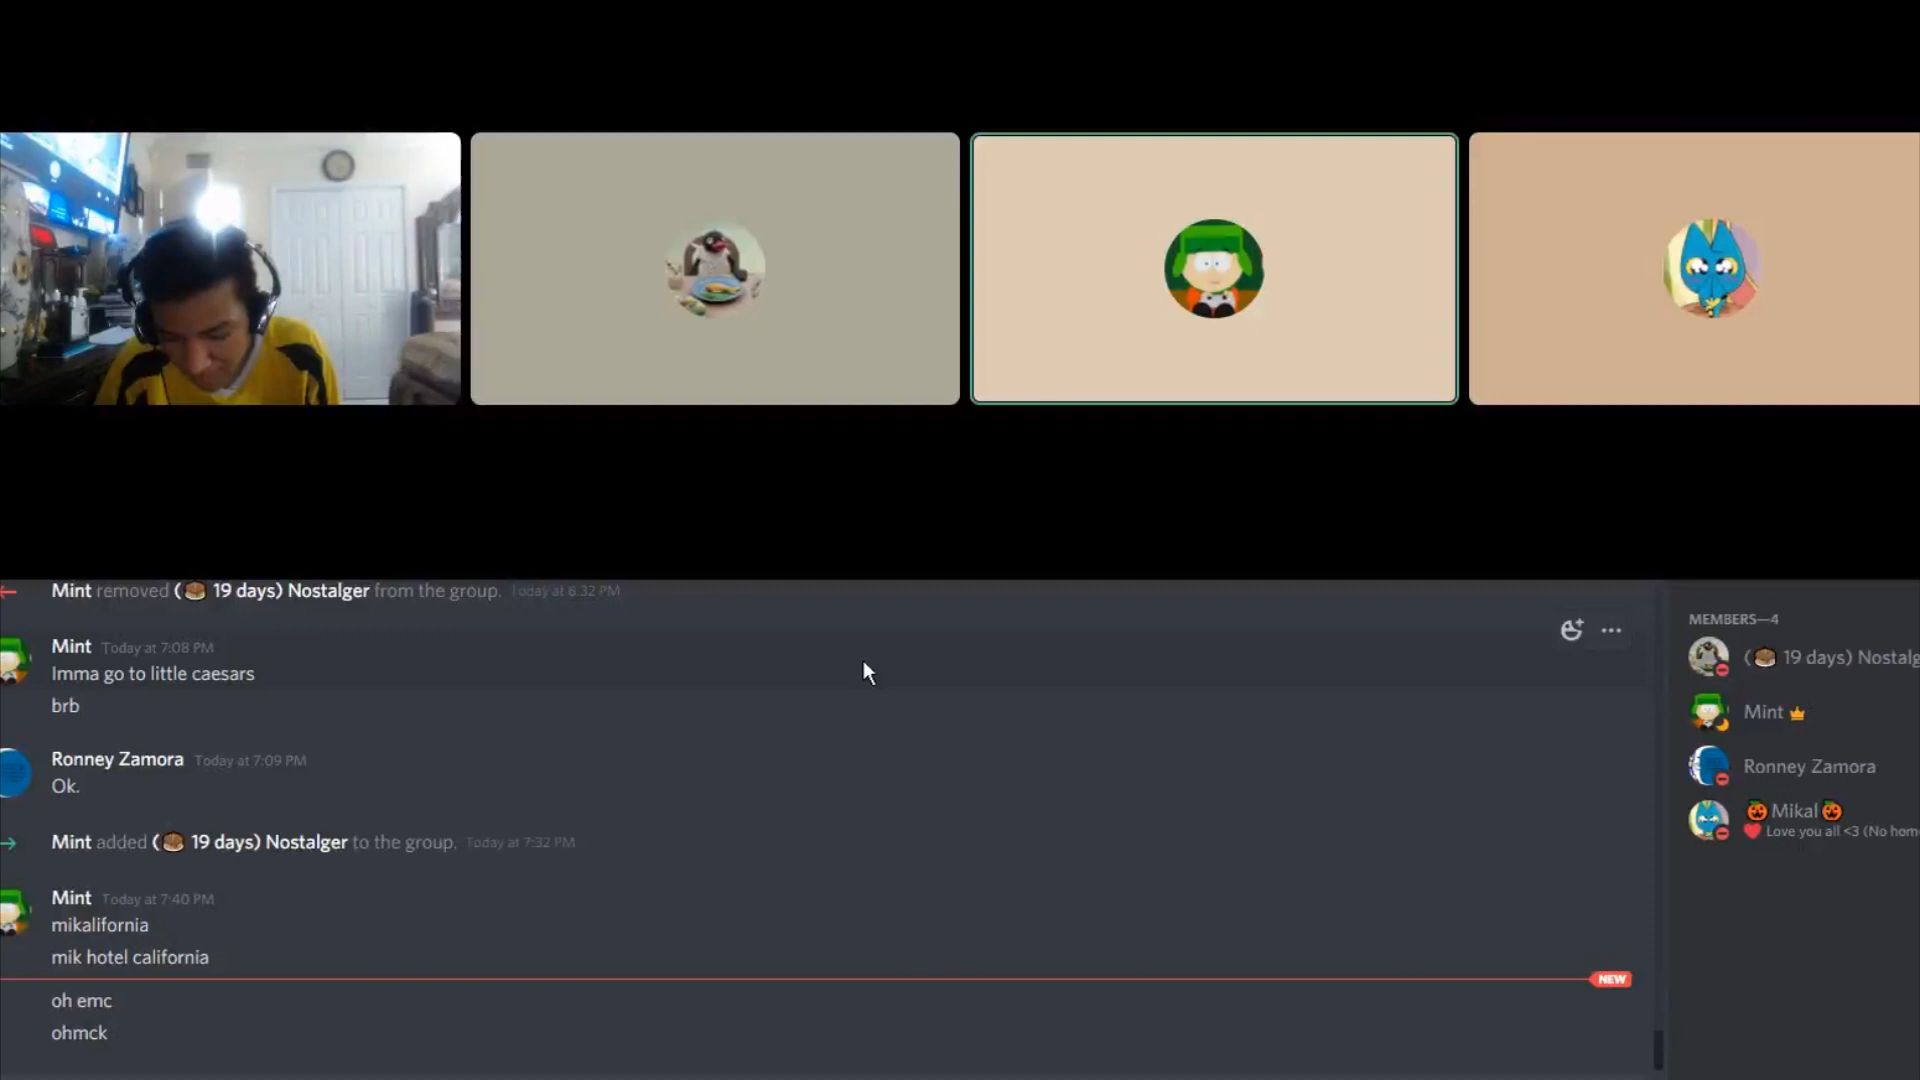 Mint removed (🥞 19 days) Nostalger from the group. Today at 6:32 PM
Mint Today at 7:08 PM
Imma go to little caesars
brb
Ronney Zamora Today at 7:09 PM
Ok.
Mint added (🥞 19 days) Nostalger to the group. Today at 7:32 PM
Mint Today at 7:40 PM
mikalifornia
mik hotel california
NEW
oh emc
ohmck
MEMBERS—4
(🥞 19 days) Nostalg
Mint
Ronney Zamora
🎃 Mikal 🎃
❤️ Love you all <3 (No hom